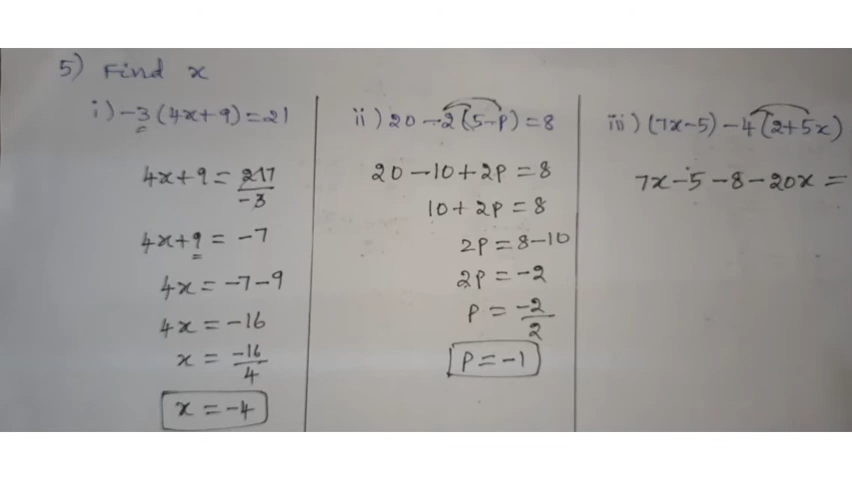 5) Find x
i) -3(4x+9)=21
4x+9 = 217/-3
4x+9 = -7
4x = -7-9
4x = -16
x = -16/4
x = -4
ii) 20-2(5-p)=8
20-10+2p=8
10+2p=8
2p=8-10
2p=-2
p = -2/2
p=-1
iii) (7x-5)-4(2+5x)
7x-5-8-20x=